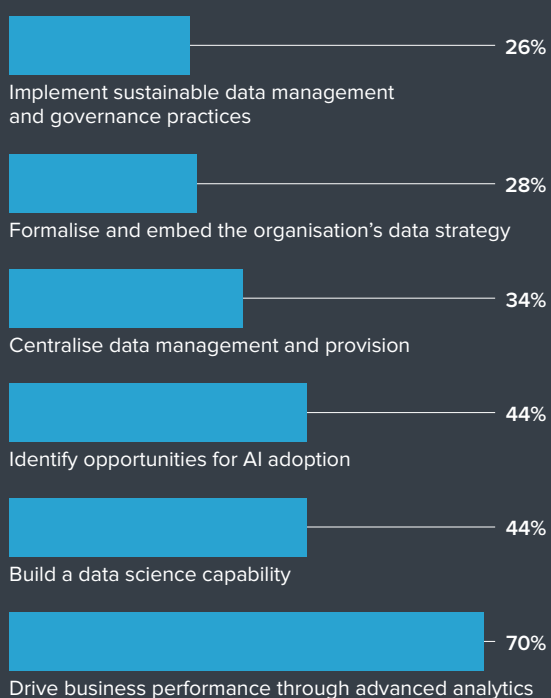 26%
Implement sustainable data management
and governance practices
28%
Formalise and embed the organisation’s data strategy
34%
Centralise data management and provision
44%
Identify opportunities for AI adoption
44%
Build a data science capability
70%
Drive business performance through advanced analytics